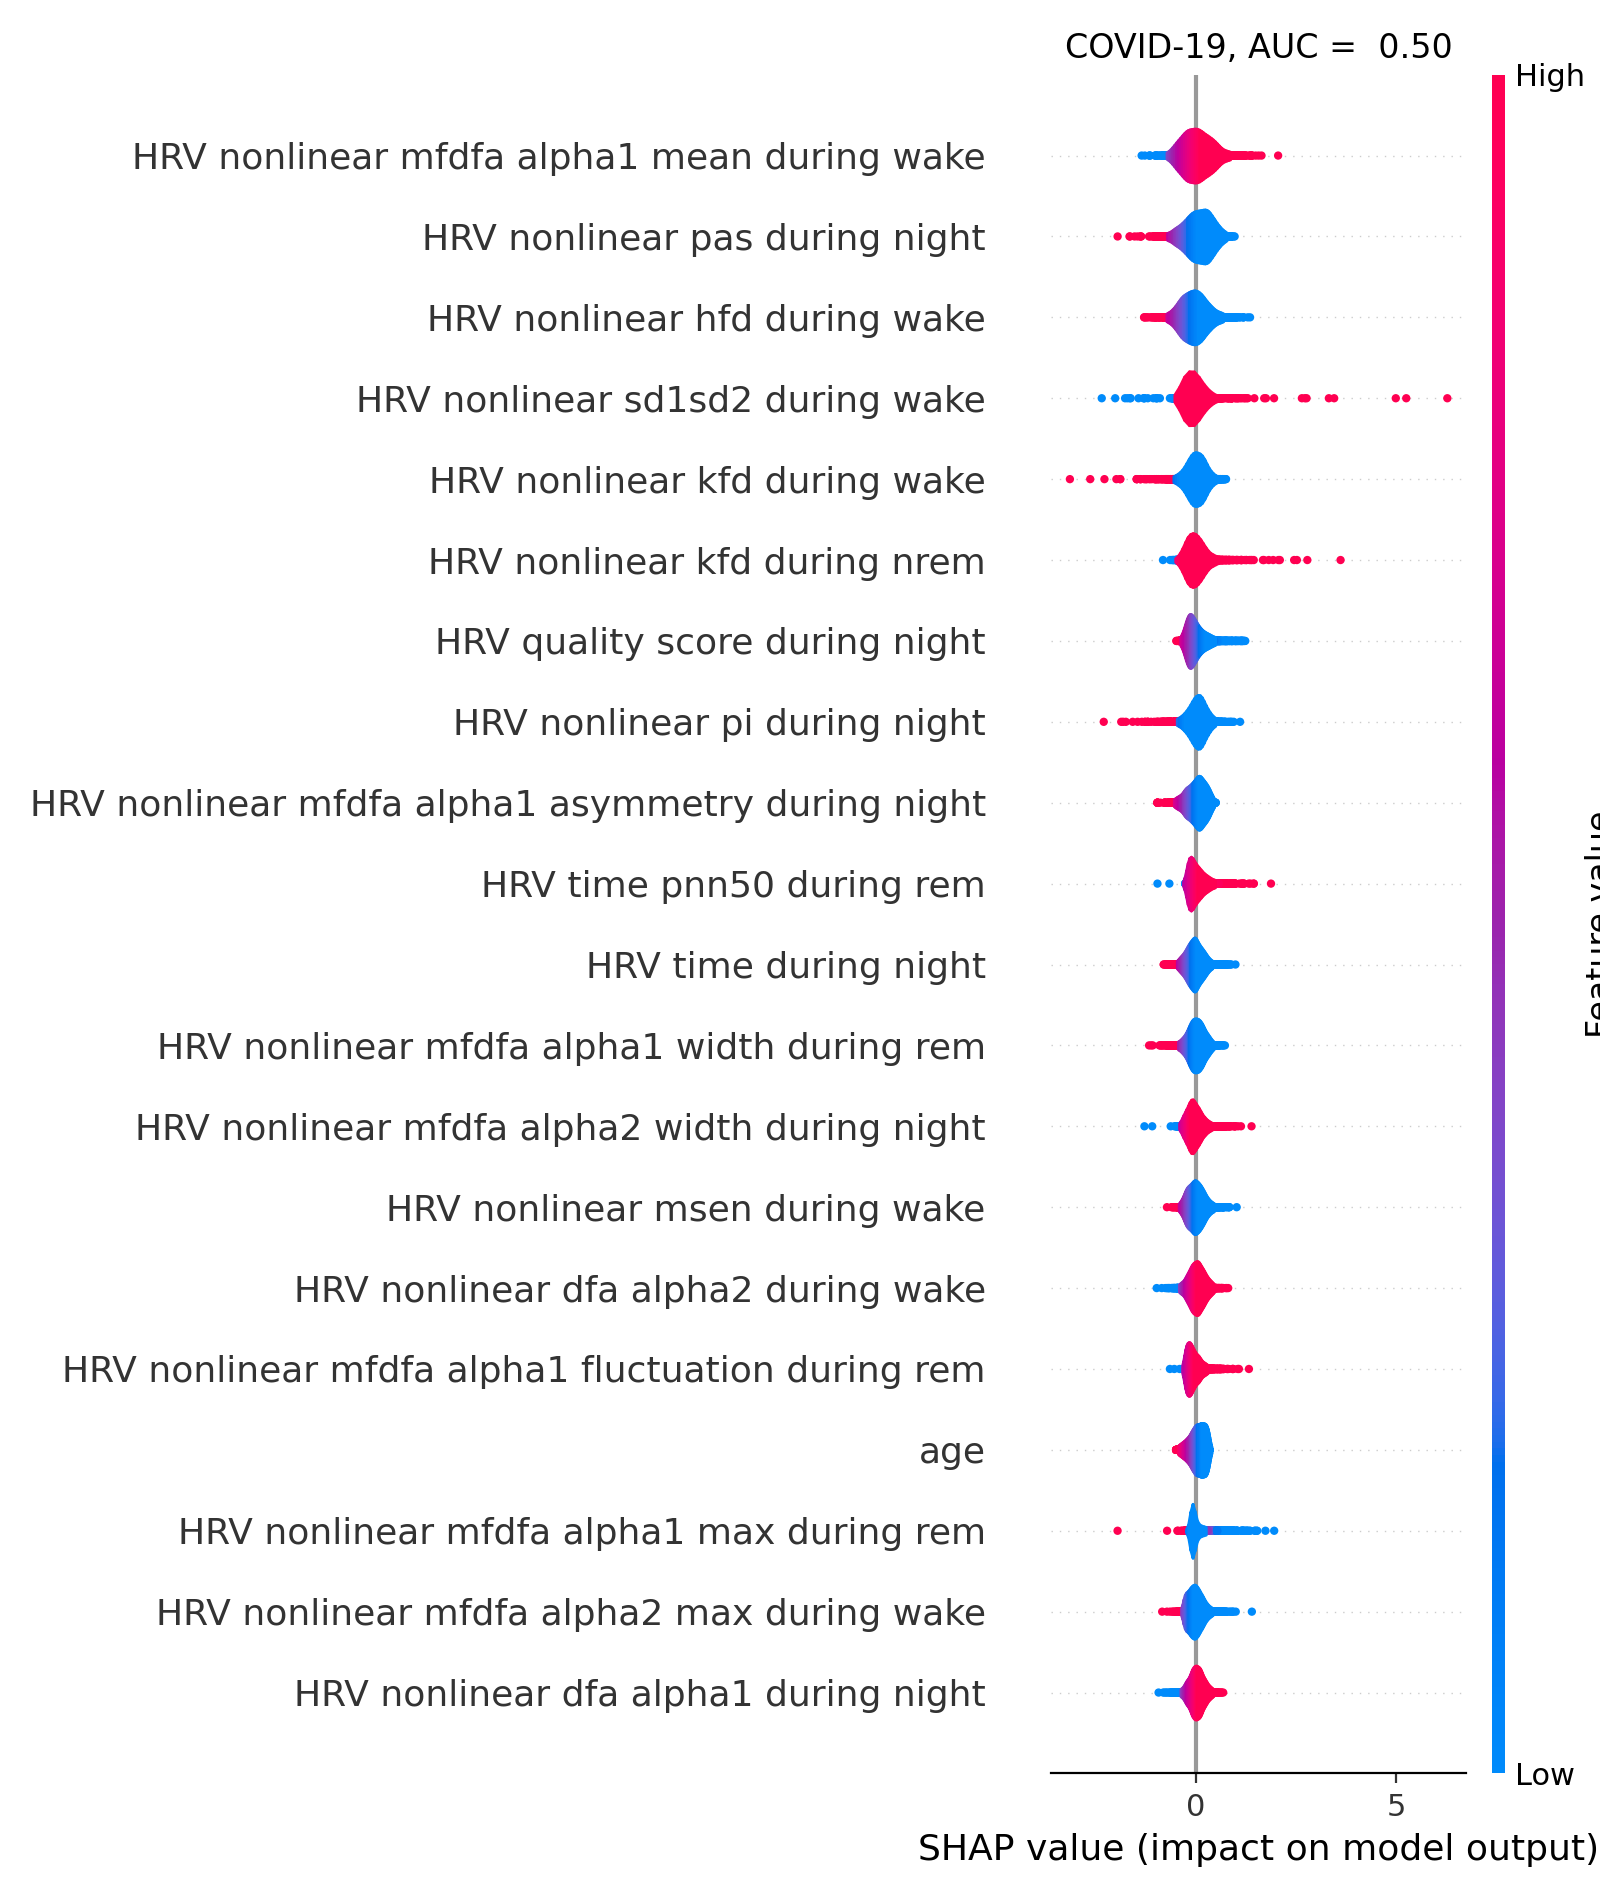 COVID-19, AUC =  0.50
High
HRV nonlinear mfdfa alpha1 mean during wake
HRV nonlinear pas during night
HRV nonlinear hfd during wake
HRV nonlinear sd1sd2 during wake
HRV nonlinear kfd during wake
HRV nonlinear kfd during nrem
HRV quality score during night
HRV nonlinear pi during night
HRV nonlinear mfdfa alpha1 asymmetry during night
HRV time pnn50 during rem
HRV time during night
HRV nonlinear mfdfa alpha1 width during rem
HRV nonlinear mfdfa alpha2 width during night
HRV nonlinear msen during wake
HRV nonlinear dfa alpha2 during wake
HRV nonlinear mfdfa alpha1 fluctuation during rem
age
HRV nonlinear mfdfa alpha1 max during rem
HRV nonlinear mfdfa alpha2 max during wake
HRV nonlinear dfa alpha1 during night
Feature value
Low
0
5
SHAP value (impact on model output)